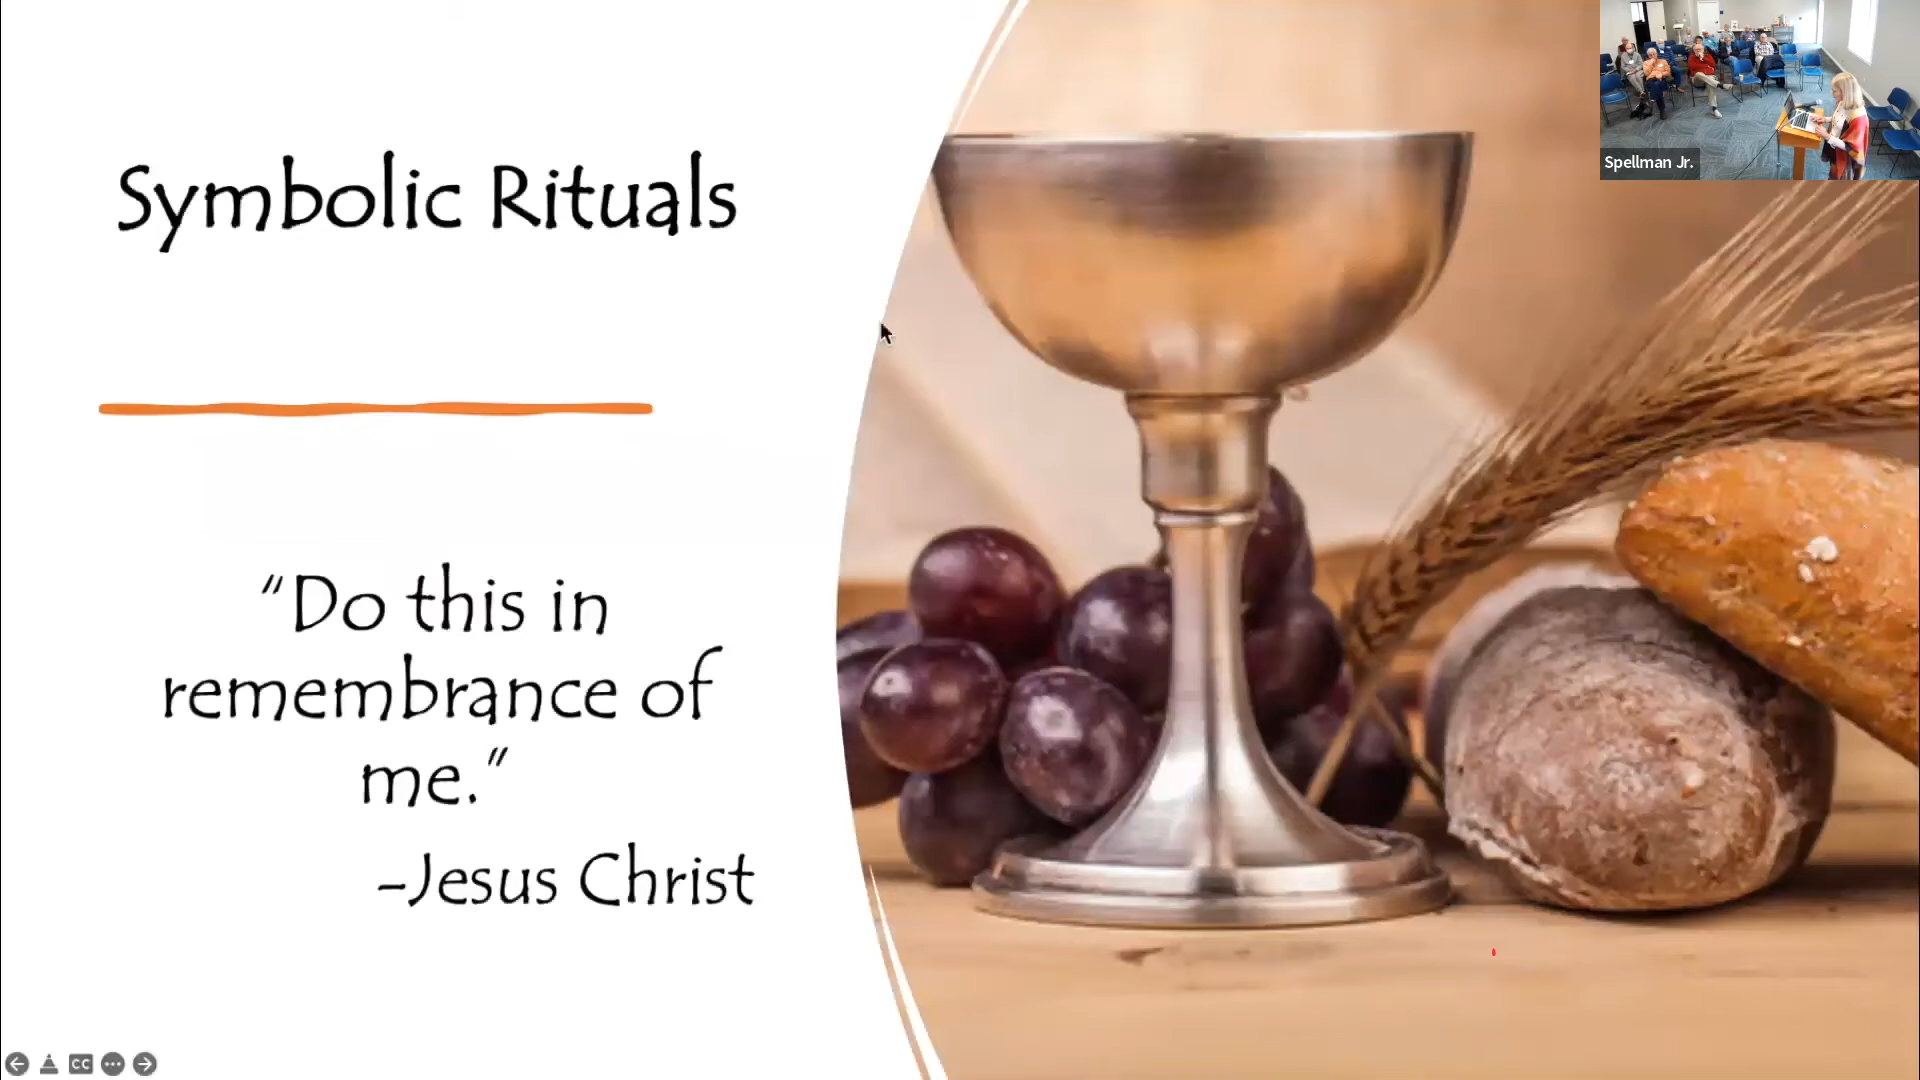 Symbolic Rituals
“Do this in
remembrance of
me.”
-Jesus Christ
Spellman Jr.
CC